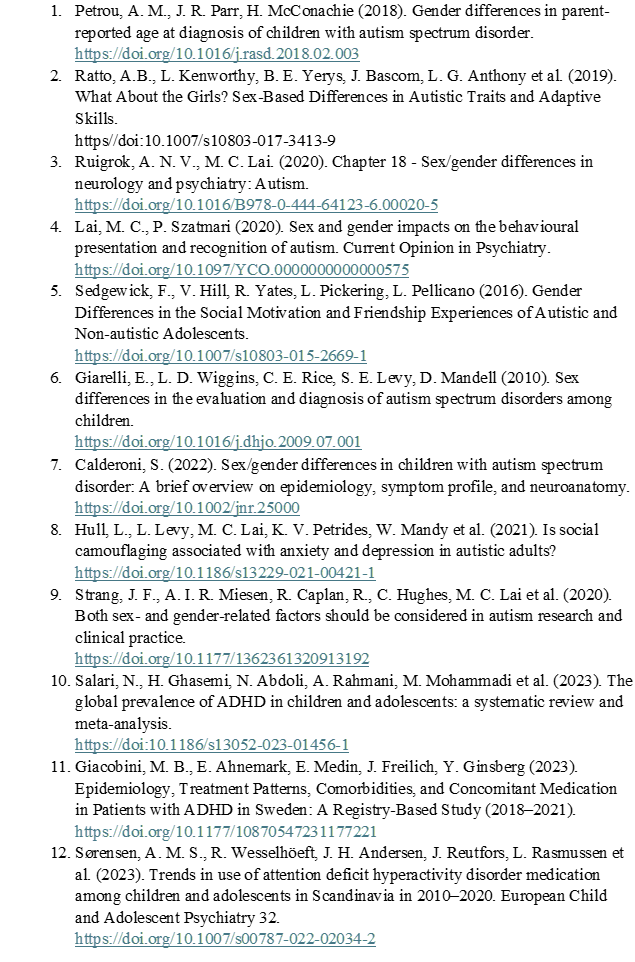 1. Petrou, A. M., J. R. Parr, H. McConachie (2018). Gender differences in parent-
reported age at diagnosis of children with autism spectrum disorder.
https://doi.org/10.1016/j.rasd.2018.02.003
2. Ratto, A.B., L. Kenworthy, B. E. Yerys, J. Bascom, L. G. Anthony et al. (2019).
What About the Girls? Sex-Based Differences in Autistic Traits and Adaptive
Skills.
https//doi:10.1007/s10803-017-3413-9
3. Ruigrok, A. N. V., M. C. Lai. (2020). Chapter 18 - Sex/gender differences in
neurology and psychiatry: Autism.
https://doi.org/10.1016/B978-0-444-64123-6.00020-5
4. Lai, M. C., P. Szatmari (2020). Sex and gender impacts on the behavioural
presentation and recognition of autism. Current Opinion in Psychiatry.
https://doi.org/10.1097/YCO.0000000000000575
5. Sedgewick, F., V. Hill, R. Yates, L. Pickering, L. Pellicano (2016). Gender
Differences in the Social Motivation and Friendship Experiences of Autistic and
Non-autistic Adolescents.
https://doi.org/10.1007/s10803-015-2669-1
6. Giarelli, E., L. D. Wiggins, C. E. Rice, S. E. Levy, D. Mandell (2010). Sex
differences in the evaluation and diagnosis of autism spectrum disorders among
children.
https://doi.org/10.1016/j.dhjo.2009.07.001
7. Calderoni, S. (2022). Sex/gender differences in children with autism spectrum
disorder: A brief overview on epidemiology, symptom profile, and neuroanatomy.
https://doi.org/10.1002/jnr.25000
8. Hull, L., L. Levy, M. C. Lai, K. V. Petrides, W. Mandy et al. (2021). Is social
camouflaging associated with anxiety and depression in autistic adults?
https://doi.org/10.1186/s13229-021-00421-1
9. Strang, J. F., A. I. R. Miesen, R. Caplan, R., C. Hughes, M. C. Lai et al. (2020).
Both sex- and gender-related factors should be considered in autism research and
clinical practice.
https://doi.org/10.1177/1362361320913192
10. Salari, N., H. Ghasemi, N. Abdoli, A. Rahmani, M. Mohammadi et al. (2023). The
global prevalence of ADHD in children and adolescents: a systematic review and
meta-analysis.
https://doi:10.1186/s13052-023-01456-1
11. Giacobini, M. B., E. Ahnemark, E. Medin, J. Freilich, Y. Ginsberg (2023).
Epidemiology, Treatment Patterns, Comorbidities, and Concomitant Medication
in Patients with ADHD in Sweden: A Registry-Based Study (2018–2021).
https://doi.org/10.1177/10870547231177221
12. Sørensen, A. M. S., R. Wesselhöeft, J. H. Andersen, J. Reutfors, L. Rasmussen et
al. (2023). Trends in use of attention deficit hyperactivity disorder medication
among children and adolescents in Scandinavia in 2010–2020. European Child
and Adolescent Psychiatry 32.
https://doi.org/10.1007/s00787-022-02034-2